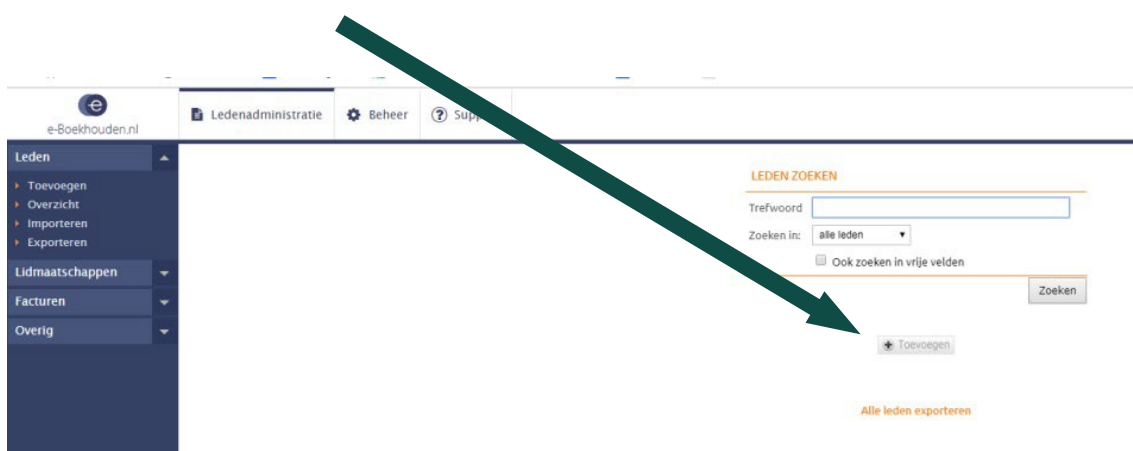 e-Boekhouden.nl
Ledenadministratie
Beheer
Supp
Leden
Toevoegen
Overzicht
Importeren
Exporteren
Lidmaatschappen
Facturen
Overig
LEDEN ZOEKEN
Trefwoord
Zoeken in: alle leden
Ook zoeken in vrije velden
Zoeken
Toevoegen
Alle leden exporteren